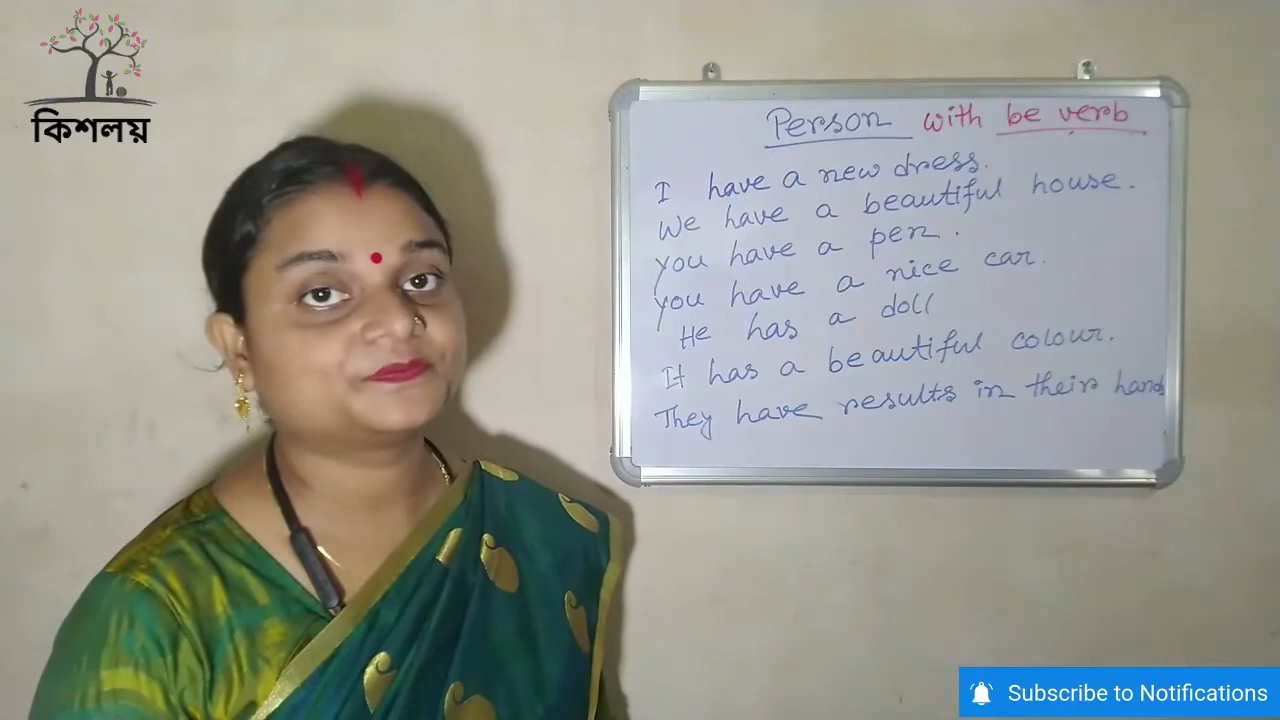 কিশলয়
Person with be verb
I have a new dress.
We have a beautiful house.
you have a pen.
you have a nice car.
He has a doll
It has a beautiful colour.
They have results in their hands
Subscribe to Notifications